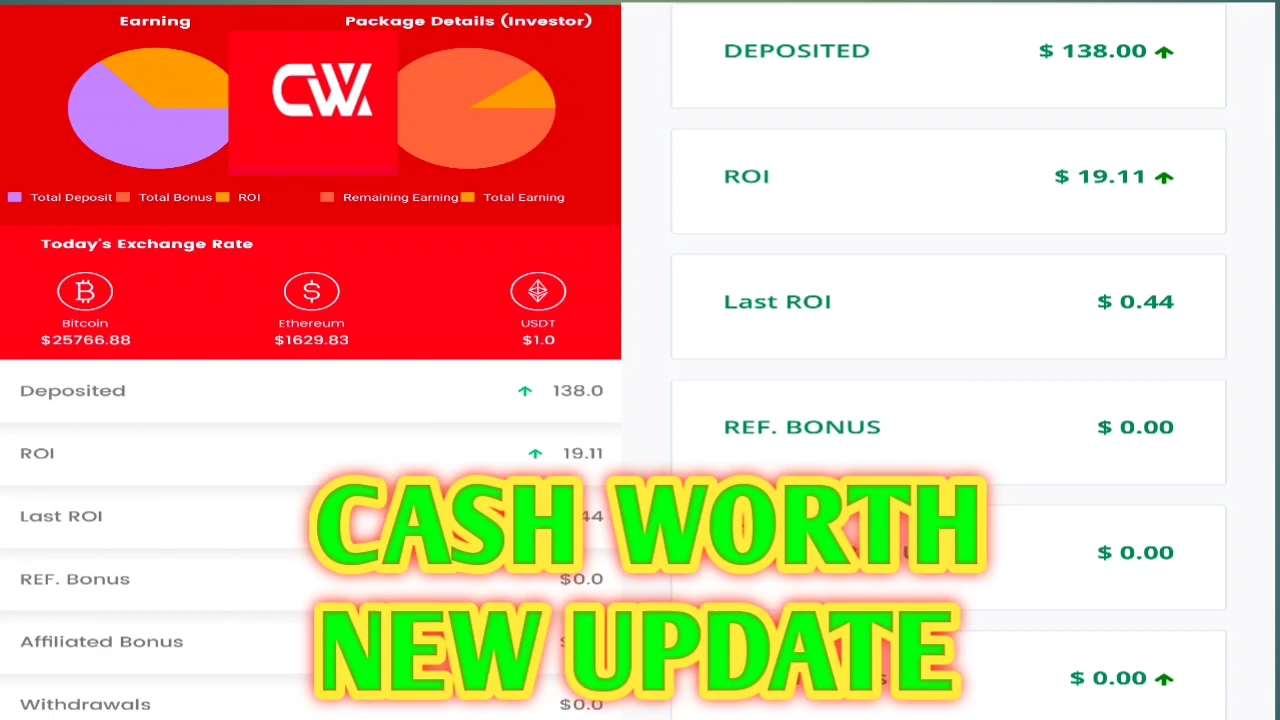 Earning
Package Details (Investor)
CW
Total Deposit Total Bonus ROI
Remaining Earning Total Earning
Today's Exchange Rate
Bitcoin
$25766.88
Ethereum
$1629.83
USDT
$1.0
Deposited 138.0
ROI 19.11
Last ROI 44
REF. Bonus $0.0
Affiliated Bonus
Withdrawals $0.0
DEPOSITED $ 138.00
ROI $ 19.11
Last ROI $ 0.44
REF. BONUS $ 0.00
$ 0.00
$ 0.00
CASH WORTH
NEW UPDATE